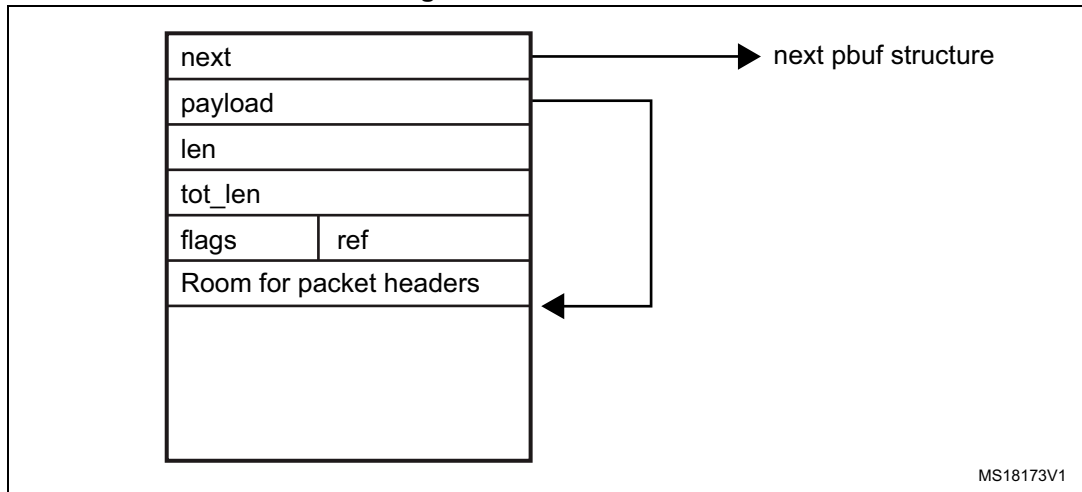 next
next pbuf structure
payload
len
tot_len
flags ref
Room for packet headers
MS18173V1